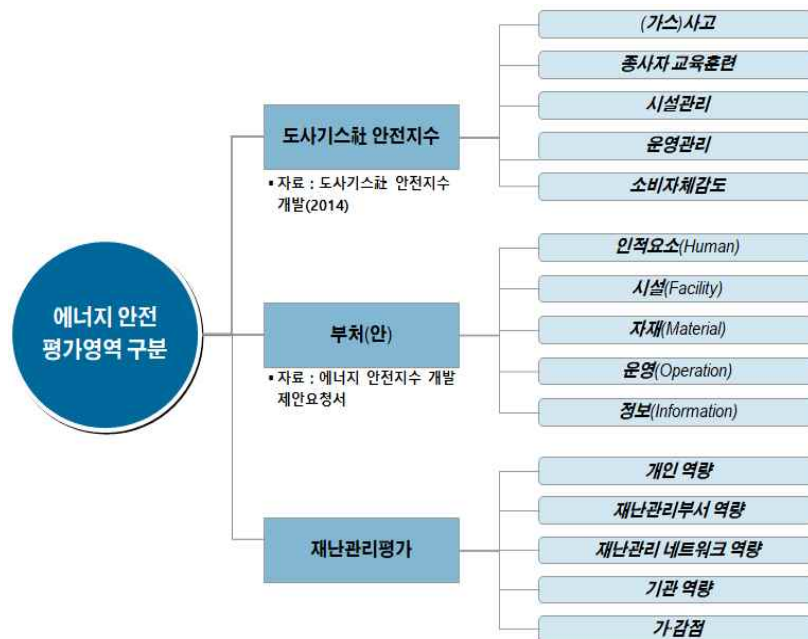 에너지 안전
평가영역 구분
도사기스社 안전지수
▪ 자료 : 도사기스社 안전지수
개발(2014)
(가스)사고
종사자 교육훈련
시설관리
운영관리
소비자체감도
부처(안)
▪ 자료 : 에너지 안전지수 개발
제안요청서
인적요소(Human)
시설(Facility)
자재(Material)
운영(Operation)
정보(Information)
재난관리평가
개인 역량
재난관리부서 역량
재난관리 네트워크 역량
기관 역량
가·감점